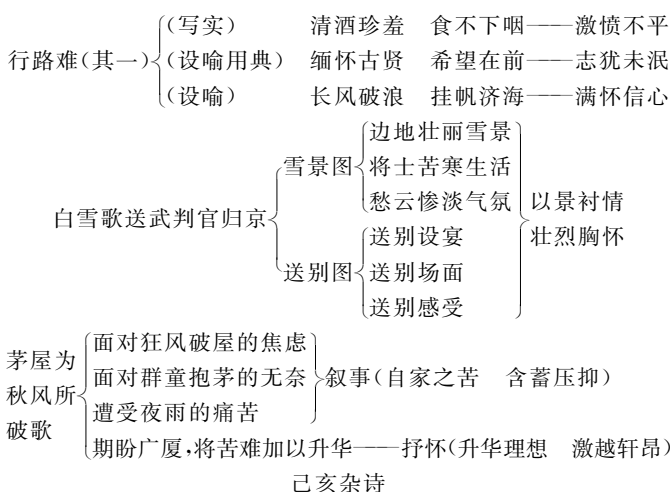 (写实) 清酒珍羞 食不下咽——激愤不平
行路难(其一) (设喻用典) 缅怀古贤 希望在前——志犹未泯
(设喻) 长风破浪 挂帆济海——满怀信心
边地壮丽雪景
雪景图 将士苦寒生活
愁云惨淡气氛 以景衬情
白雪歌送武判官归京
送别设宴 壮烈胸怀
送别图 送别场面
送别感受
面对狂风破屋的焦虑
茅屋为
秋风所
破歌
面对群童抱茅的无奈 叙事(自家之苦 含蓄压抑)
遭受夜雨的痛苦
期盼广厦,将苦难加以升华——抒怀(升华理想 激越轩昂)
己亥杂诗